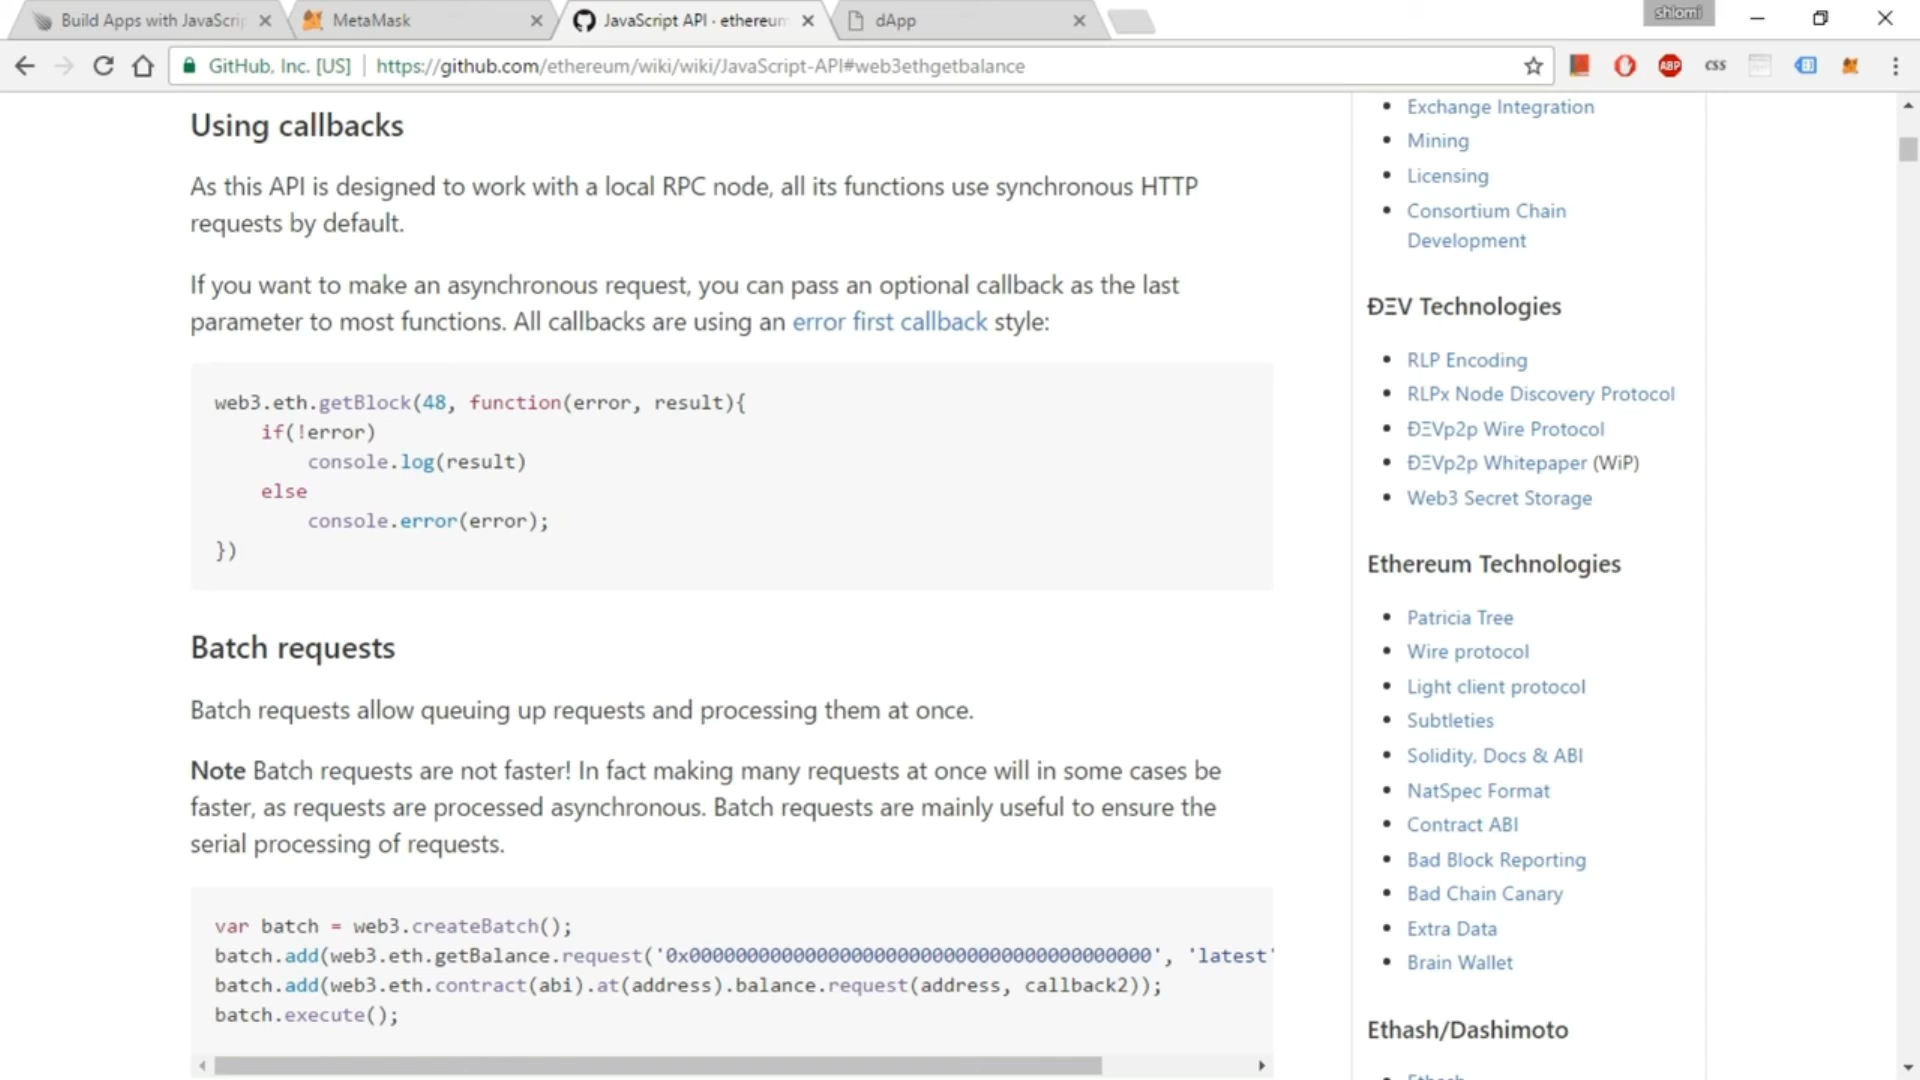 Build Apps with JavaScrip
MetaMask
JavaScript API · ethereum
dApp
shlomi
GitHub, Inc. [US]
https://github.com/ethereum/wiki/wiki/JavaScript-API#web3ethgetbalance
ABP
css
Using callbacks
As this API is designed to work with a local RPC node, all its functions use synchronous HTTP
requests by default.
If you want to make an asynchronous request, you can pass an optional callback as the last
parameter to most functions. All callbacks are using an error first callback style:
web3.eth.getBlock(48, function(error, result){
if(!error)
console.log(result)
else
console.error(error);
})
Batch requests
Batch requests allow queuing up requests and processing them at once.
Note Batch requests are not faster! In fact making many requests at once will in some cases be
faster, as requests are processed asynchronous. Batch requests are mainly useful to ensure the
serial processing of requests.
var batch = web3.createBatch();
batch.add(web3.eth.getBalance.request('0x0000000000000000000000000000000000000000', 'latest'
batch.add(web3.eth.contract(abi).at(address).balance.request(address, callback2));
batch.execute();
Exchange Integration
Mining
Licensing
Consortium Chain
Development
ÐΞV Technologies
RLP Encoding
RLPx Node Discovery Protocol
ÐΞVp2p Wire Protocol
ÐΞVp2p Whitepaper (WiP)
Web3 Secret Storage
Ethereum Technologies
Patricia Tree
Wire protocol
Light client protocol
Subtleties
Solidity, Docs & ABI
NatSpec Format
Contract ABI
Bad Block Reporting
Bad Chain Canary
Extra Data
Brain Wallet
Ethash/Dashimoto
Ethash